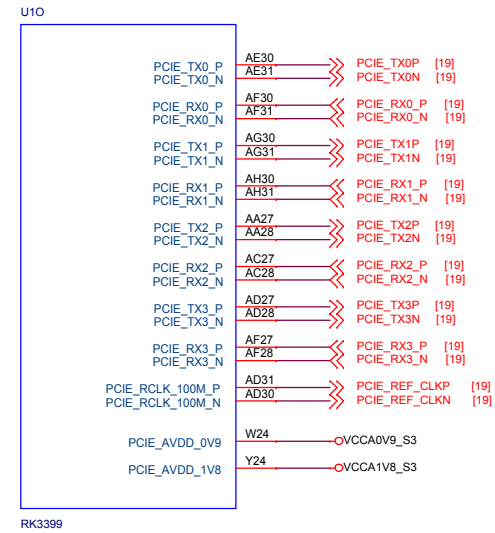 U1O
PCIE_TX0_P AE30 PCIE_TX0P [19]
PCIE_TX0_N AE31 PCIE_TX0N [19]
PCIE_RX0_P AF30 PCIE_RX0_P [19]
PCIE_RX0_N AF31 PCIE_RX0_N [19]
PCIE_TX1_P AG30 PCIE_TX1P [19]
PCIE_TX1_N AG31 PCIE_TX1N [19]
PCIE_RX1_P AH30 PCIE_RX1_P [19]
PCIE_RX1_N AH31 PCIE_RX1_N [19]
PCIE_TX2_P AA27 PCIE_TX2P [19]
PCIE_TX2_N AA28 PCIE_TX2N [19]
PCIE_RX2_P AC27 PCIE_RX2_P [19]
PCIE_RX2_N AC28 PCIE_RX2_N [19]
PCIE_TX3_P AD27 PCIE_TX3P [19]
PCIE_TX3_N AD28 PCIE_TX3N [19]
PCIE_RX3_P AF27 PCIE_RX3_P [19]
PCIE_RX3_N AF28 PCIE_RX3_N [19]
PCIE_RCLK_100M_P AD31 PCIE_REF_CLKP [19]
PCIE_RCLK_100M_N AD30 PCIE_REF_CLKN [19]
PCIE_AVDD_0V9 W24 VCCA0V9_S3
PCIE_AVDD_1V8 Y24 VCCA1V8_S3
RK3399